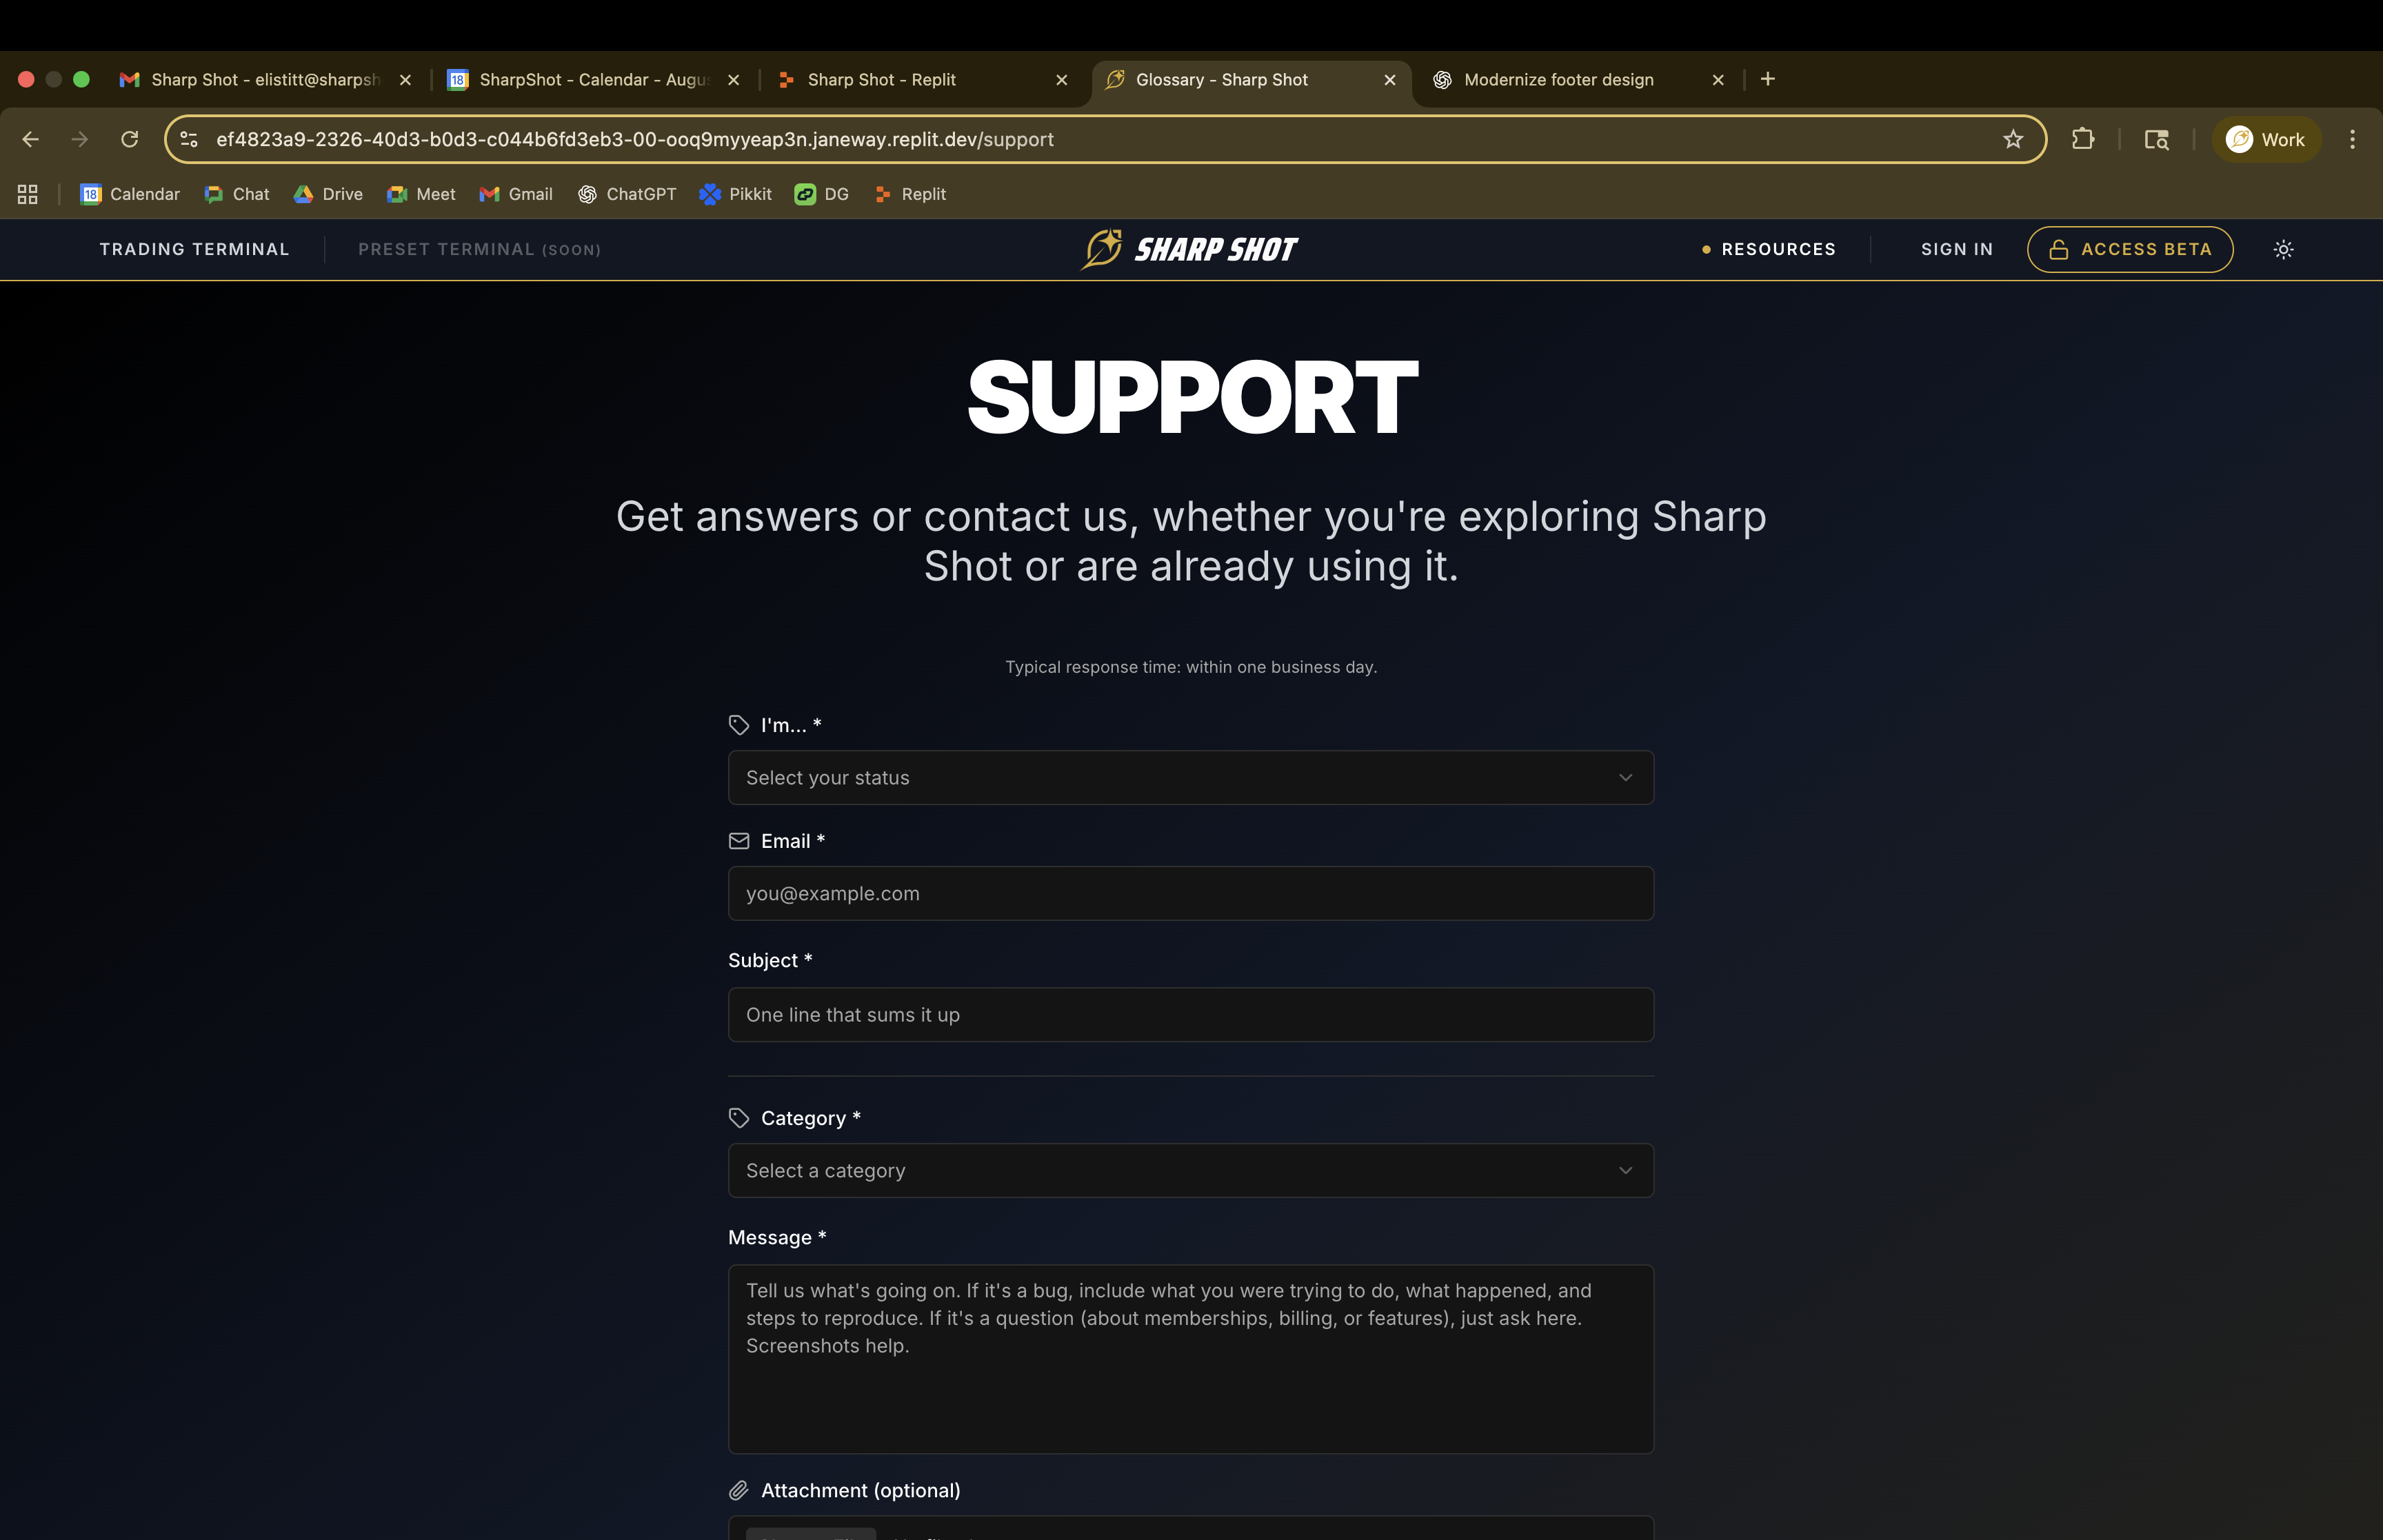 Sharp Shot - elistitt@sharpsh
18
SharpShot - Calendar - Augus
Sharp Shot - Replit
Glossary - Sharp Shot
Modernize footer design
ef4823a9-2326-40d3-b0d3-c044b6fd3eb3-00-ooq9myyeap3n.janeway.replit.dev/support
Work
18
Calendar
Chat
Drive
Meet
Gmail
ChatGPT
Pikkit
DG
Replit
TRADING TERMINAL
PRESET TERMINAL (SOON)
SHARP SHOT
RESOURCES
SIGN IN
ACCESS BETA
SUPPORT
Get answers or contact us, whether you're exploring Sharp
Shot or are already using it.
Typical response time: within one business day.
I'm... *
Select your status
Email *
you@example.com
Subject *
One line that sums it up
Category *
Select a category
Message *
Tell us what's going on. If it's a bug, include what you were trying to do, what happened, and
steps to reproduce. If it's a question (about memberships, billing, or features), just ask here.
Screenshots help.
Attachment (optional)